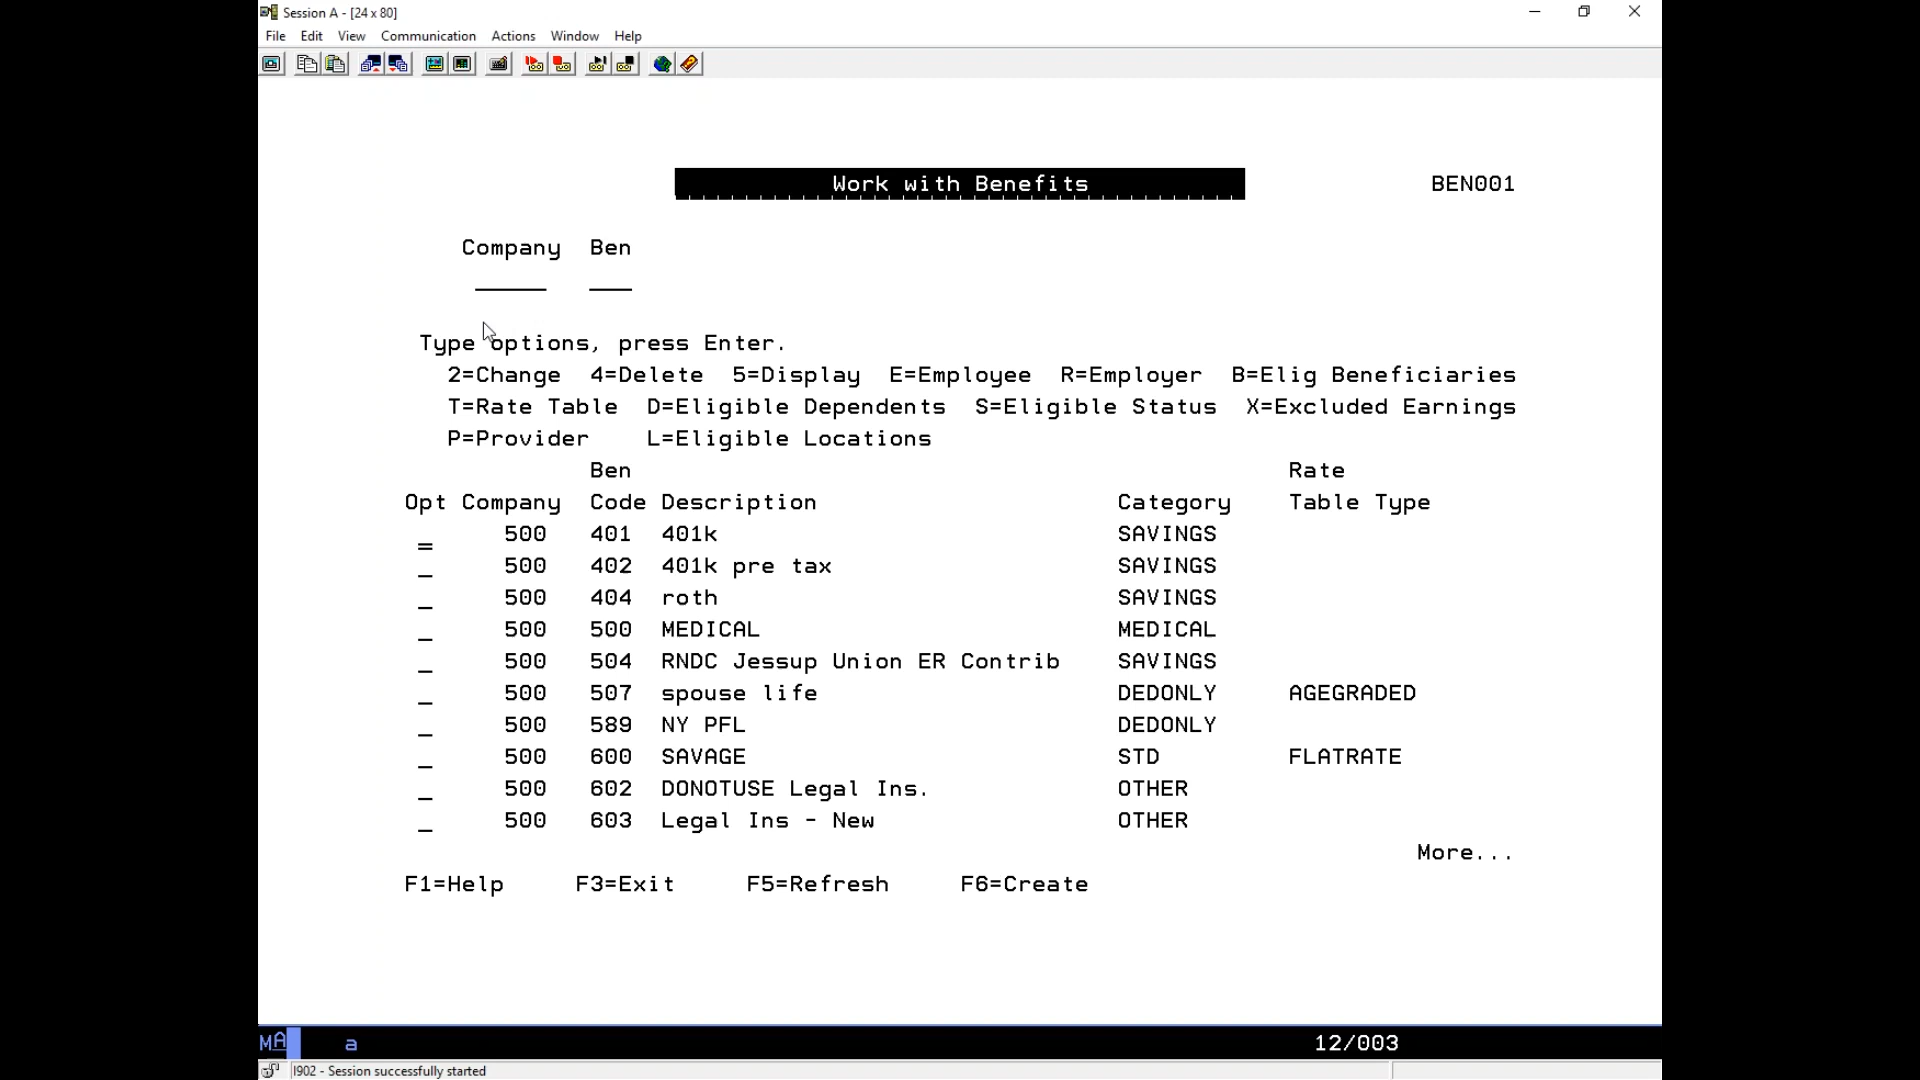 Session A - [24 x 80]
File Edit View Communication Actions Window Help
Work with Benefits BEN001
Company Ben
Type options, press Enter.
2=Change 4=Delete 5=Display E=Employee R=Employer B=Elig Beneficiaries
T=Rate Table D=Eligible Dependents S=Eligible Status X=Excluded Earnings
P=Provider L=Eligible Locations
Ben Rate
Opt Company Code Description Category Table Type
500 401 401k SAVINGS
500 402 401k pre tax SAVINGS
500 404 roth SAVINGS
500 500 MEDICAL MEDICAL
500 504 RNDC Jessup Union ER Contrib SAVINGS
500 507 spouse life DEDONLY AGEGRADED
500 589 NY PFL DEDONLY
500 600 SAVAGE STD FLATRATE
500 602 DONOTUSE Legal Ins. OTHER
500 603 Legal Ins - New OTHER
More...
F1=Help F3=Exit F5=Refresh F6=Create
MA a 12/003
I902 - Session successfully started